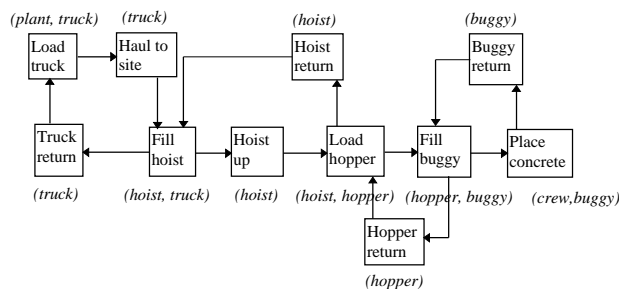 (plant, truck)
(truck)
(hoist)
(buggy)
Load
truck
Haul to
site
Hoist
return
Buggy
return
Truck
return
Fill
hoist
Hoist
up
Load
hopper
Fill
buggy
Place
concrete
(truck)
(hoist, truck)
(hoist)
(hoist, hopper)
(hopper, buggy)
(crew,buggy)
Hopper
return
(hopper)